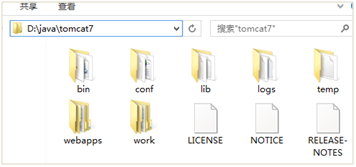 共享 查看
D:\java\tomcat7 搜索"tomcat7"
bin conf lib logs temp
webapps work LICENSE NOTICE RELEASE-NOTES